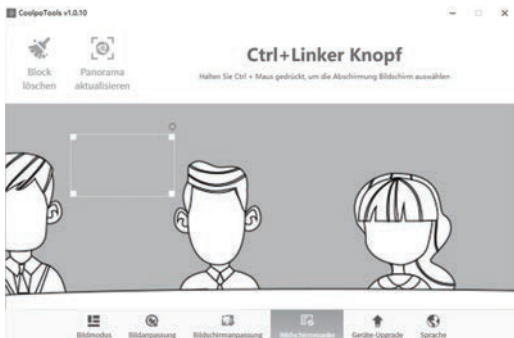 CoolpoTools v1.0.10
Block
löschen
Panorama
aktualisieren
Ctrl+Linker Knopf
Halten Sie Ctrl + Maus gedrückt, um die Abschirmung Bildschirm auswählen
Bildmodus
Bildanpassung
Bildschirmanpassung
Bildschirmmaske
Geräte-Upgrade
Sprache